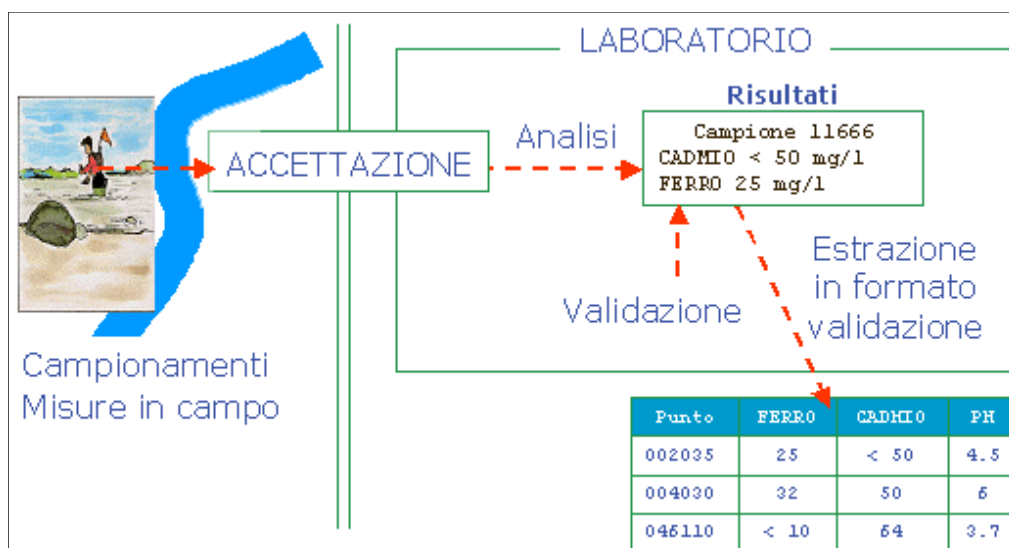 LABORATORIO
Risultati
Campione 11666
CADMIO < 50 mg/l
FERRO 25 mg/l
ACCETTAZIONE
Analisi
Validazione
Estrazione
in formato
validazione
Campionamenti
Misure in campo
Punto FERRO CADMIO PH
002035 25 < 50 4.5
004030 32 50 6
046110 < 10 64 3.7